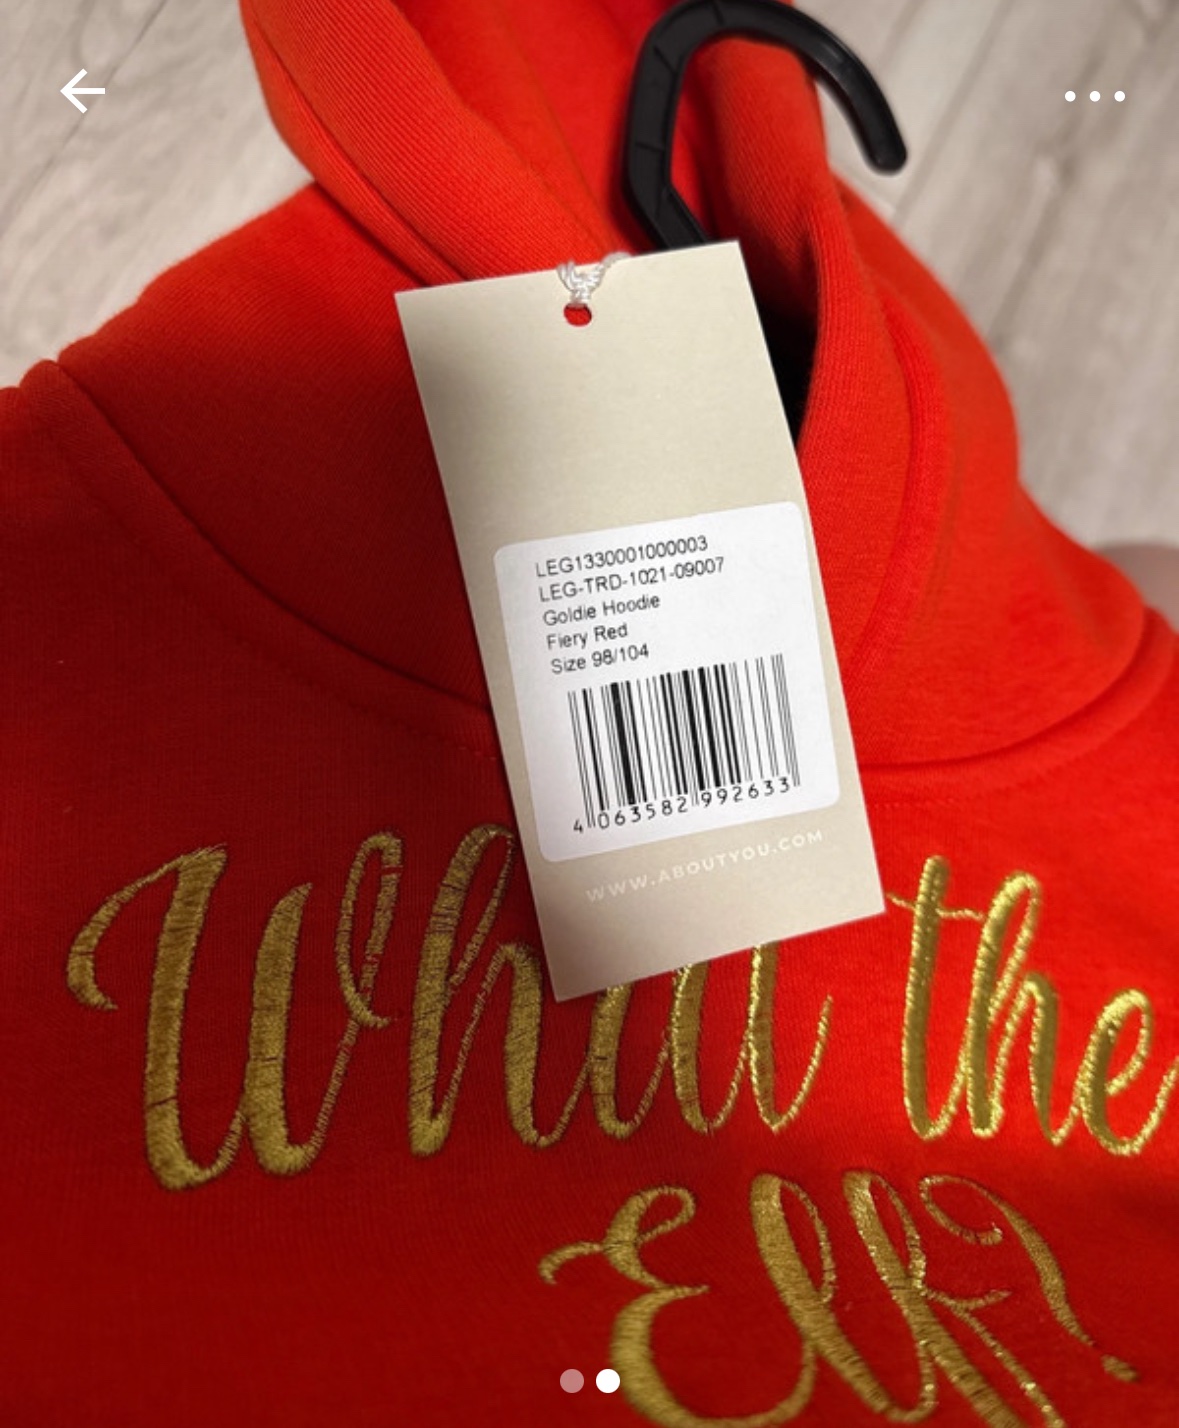 LEG1330001000003
LEG-TRD-1021-09007
Goldie Hoodie
Fiery Red
Size 98/104
4 063582 992633
WWW.ABOUTYOU.COM
What the
Elf?